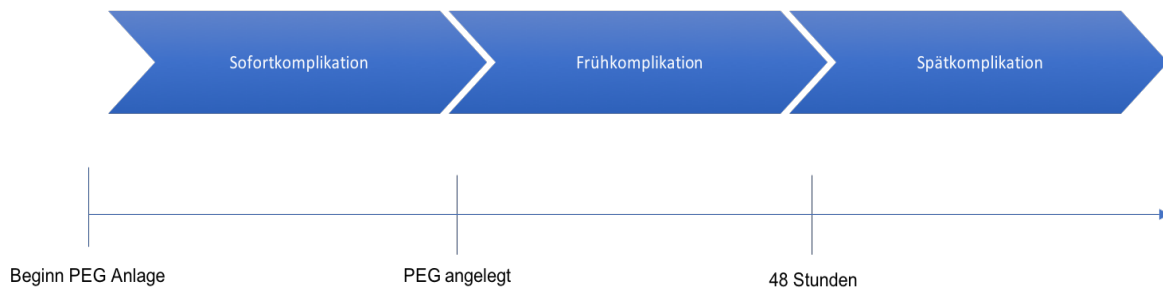 Sofortkomplikation
Frühkomplikation
Spätkomplikation
Beginn PEG Anlage
PEG angelegt
48 Stunden